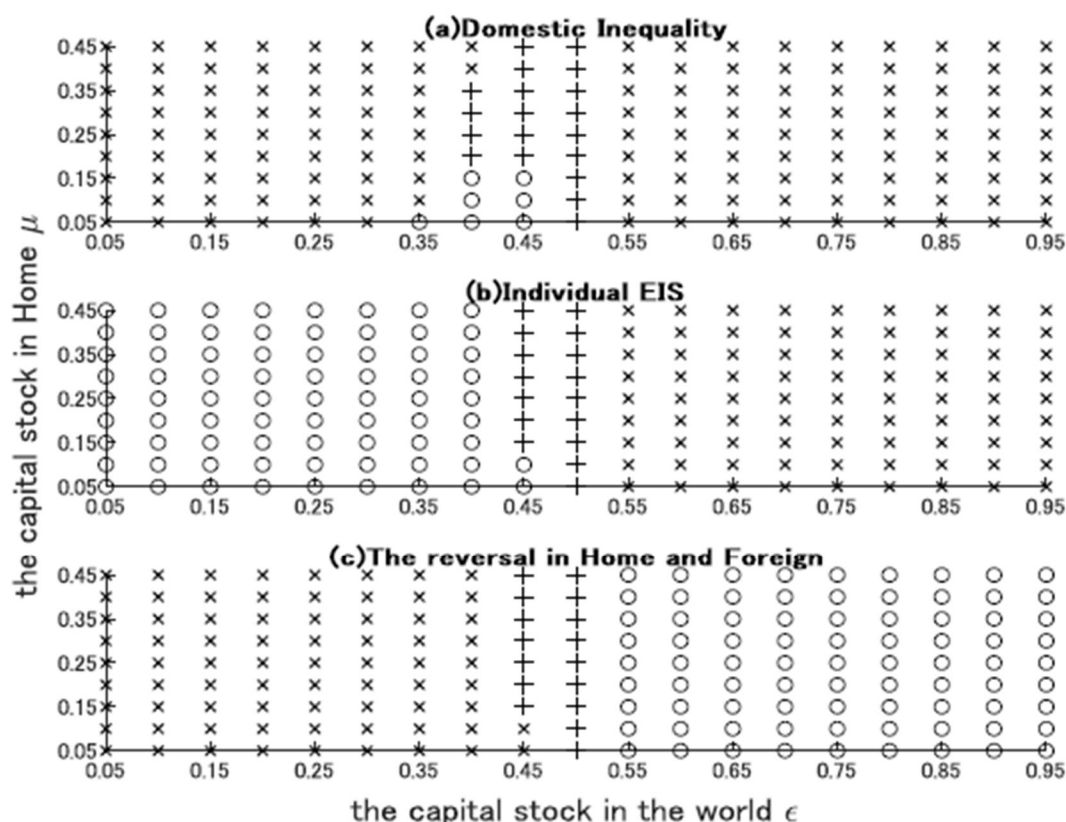 (a)Domestic Inequality
0.45
0.35
0.25
0.15
0.05
0.05 0.15 0.25 0.35 0.45 0.55 0.65 0.75 0.85 0.95
(b)Individual EIS
0.45
0.35
0.25
0.15
0.05
0.05 0.15 0.25 0.35 0.45 0.55 0.65 0.75 0.85 0.95
(c)The reversal in Home and Foreign
0.45
0.35
0.25
0.15
0.05
0.05 0.15 0.25 0.35 0.45 0.55 0.65 0.75 0.85 0.95
the capital stock in Home μ
the capital stock in the world ϵ